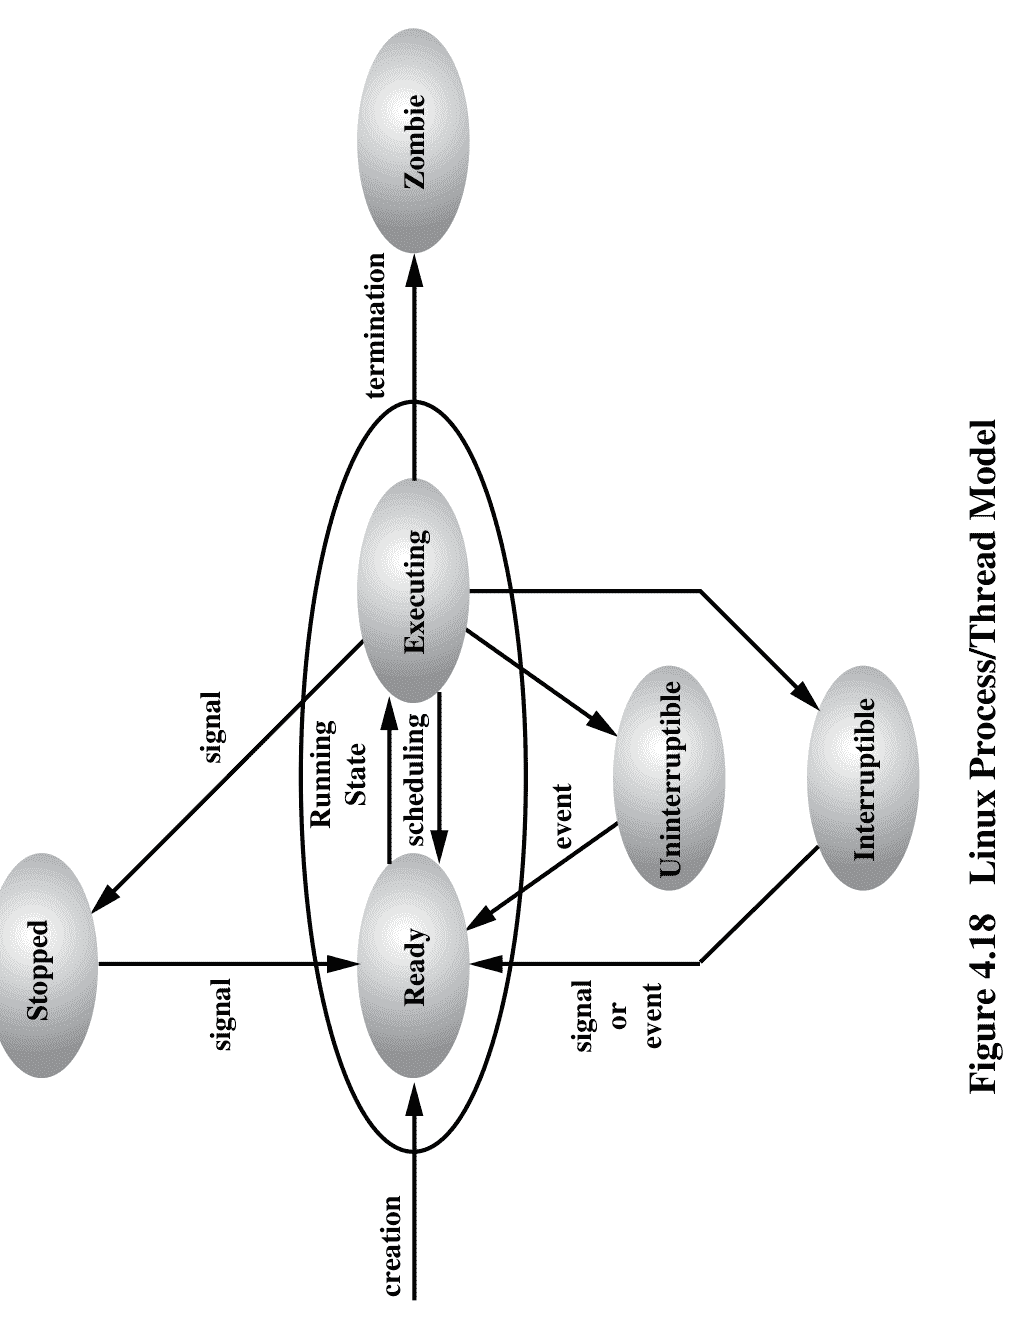 Stopped
signal
signal
creation
Ready
Running
State
scheduling
Executing
termination
Zombie
signal
or
event
event
Uninterruptible
Interruptible
Figure 4.18 Linux Process/Thread Model